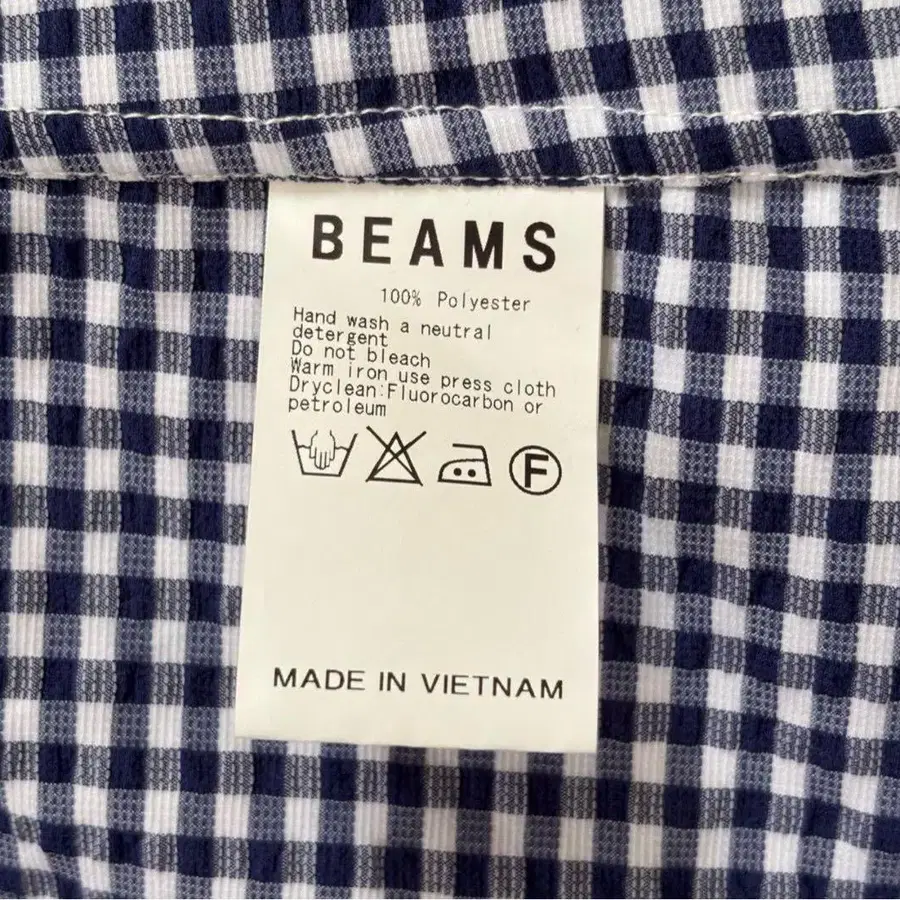 BEAMS
100% Polyester
Hand wash a neutral
detergent
Do not bleach
Warm iron use press cloth
Dryclean:Fluorocarbon or
petroleum
F
MADE IN VIETNAM